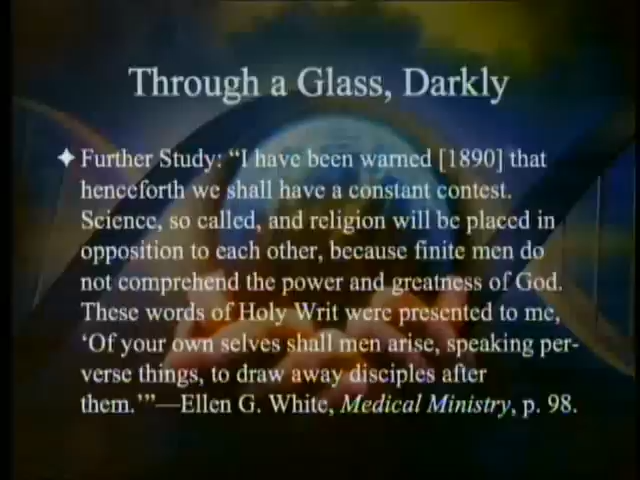 Through a Glass, Darkly
Further Study: “I have been warned [1890] that
henceforth we shall have a constant contest.
Science, so called, and religion will be placed in
opposition to each other, because finite men do
not comprehend the power and greatness of God.
These words of Holy Writ were presented to me,
‘Of your own selves shall men arise, speaking per-
verse things, to draw away disciples after
them.’”—Ellen G. White, Medical Ministry, p. 98.